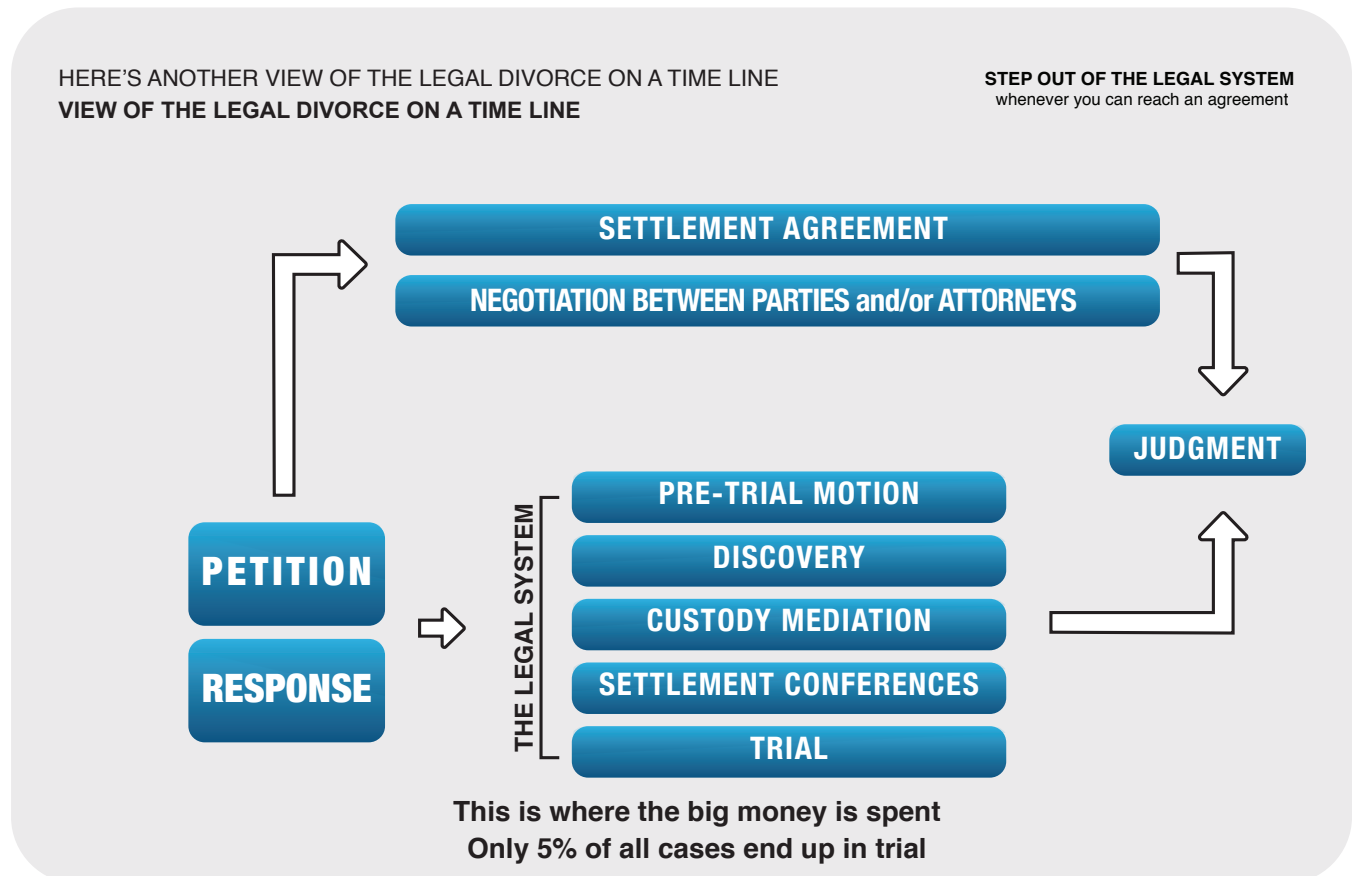 HERE'S ANOTHER VIEW OF THE LEGAL DIVORCE ON A TIME LINE
VIEW OF THE LEGAL DIVORCE ON A TIME LINE
STEP OUT OF THE LEGAL SYSTEM
whenever you can reach an agreement
SETTLEMENT AGREEMENT
NEGOTIATION BETWEEN PARTIES and/or ATTORNEYS
JUDGMENT
PETITION
RESPONSE
THE LEGAL SYSTEM
PRE-TRIAL MOTION
DISCOVERY
CUSTODY MEDIATION
SETTLEMENT CONFERENCES
TRIAL
This is where the big money is spent
Only 5% of all cases end up in trial